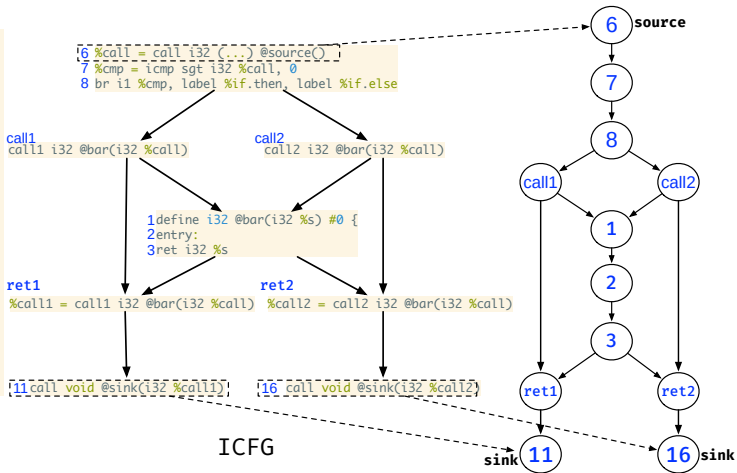 6 %call = call i32 (...) @source()
7 %cmp = icmp sgt i32 %call, 0
8 br i1 %cmp, label %if.then, label %if.else
call1
call1 i32 @bar(i32 %call)
call2
call2 i32 @bar(i32 %call)
1 define i32 @bar(i32 %s) #0 {
2 entry:
3 ret i32 %s
ret1
%call1 = call1 i32 @bar(i32 %call)
ret2
%call2 = call2 i32 @bar(i32 %call)
11 call void @sink(i32 %call1)
16 call void @sink(i32 %call2)
ICFG
6 source
7
8
call1
call2
1
2
3
ret1
ret2
sink 11
16 sink